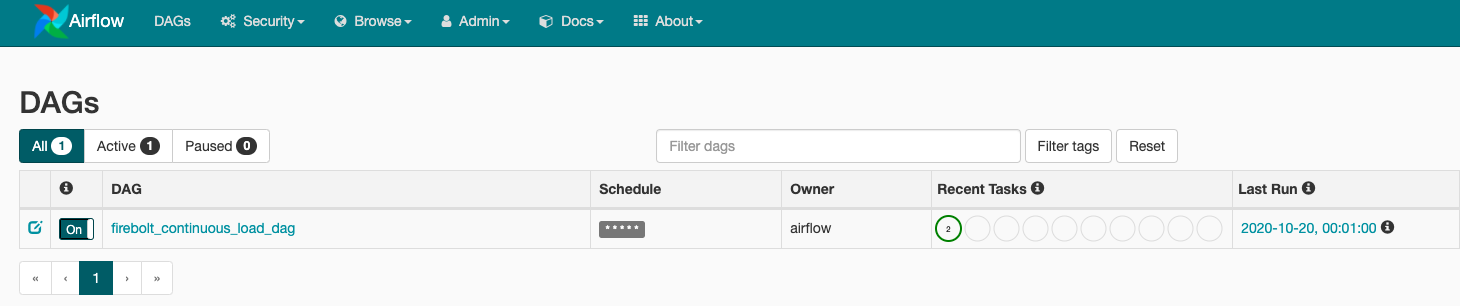 Airflow DAGs Security Browse Admin Docs About
DAGs
All 1 Active 1 Paused 0 Filter dags Filter tags Reset
DAG Schedule Owner Recent Tasks Last Run
On firebolt_continuous_load_dag * * * * * airflow 2 2020-10-20, 00:01:00
« ‹ 1 › »